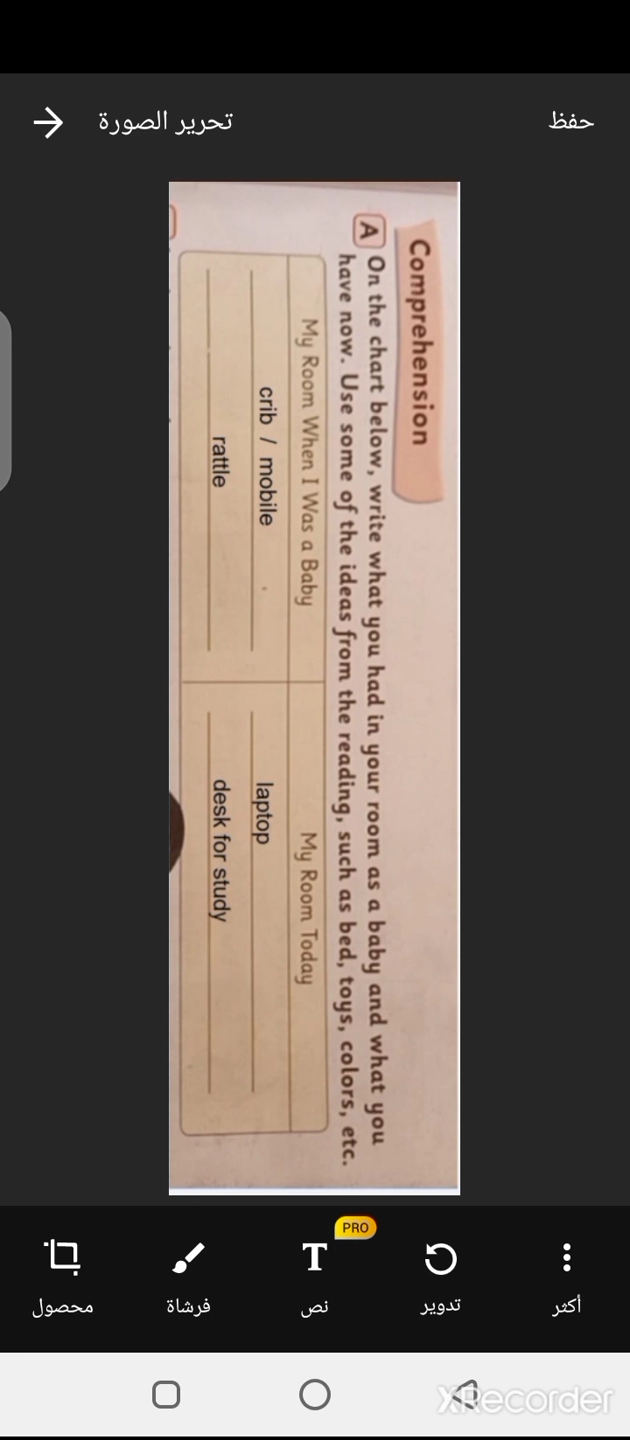 تحرير الصورة
حفظ
Comprehension
A On the chart below, write what you had in your room as a baby and what you
have now. Use some of the ideas from the reading, such as bed, toys, colors, etc.
My Room When I Was a Baby
My Room Today
crib / mobile
laptop
rattle
desk for study
PRO
T
محصول
فرشاة
نص
تدوير
أكثر
XRecorder